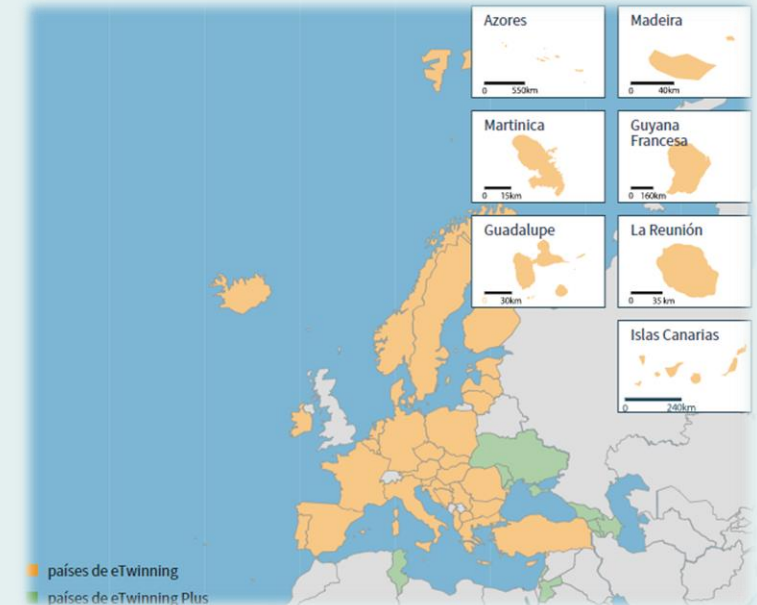 Azores
0 550km
Madeira
0 40km
Martinica
0 15km
Guyana
Francesa
0 160km
Guadalupe
0 30km
La Reunión
0 35 km
Islas Canarias
0 240km
países de eTwinning
países de eTwinning Plus